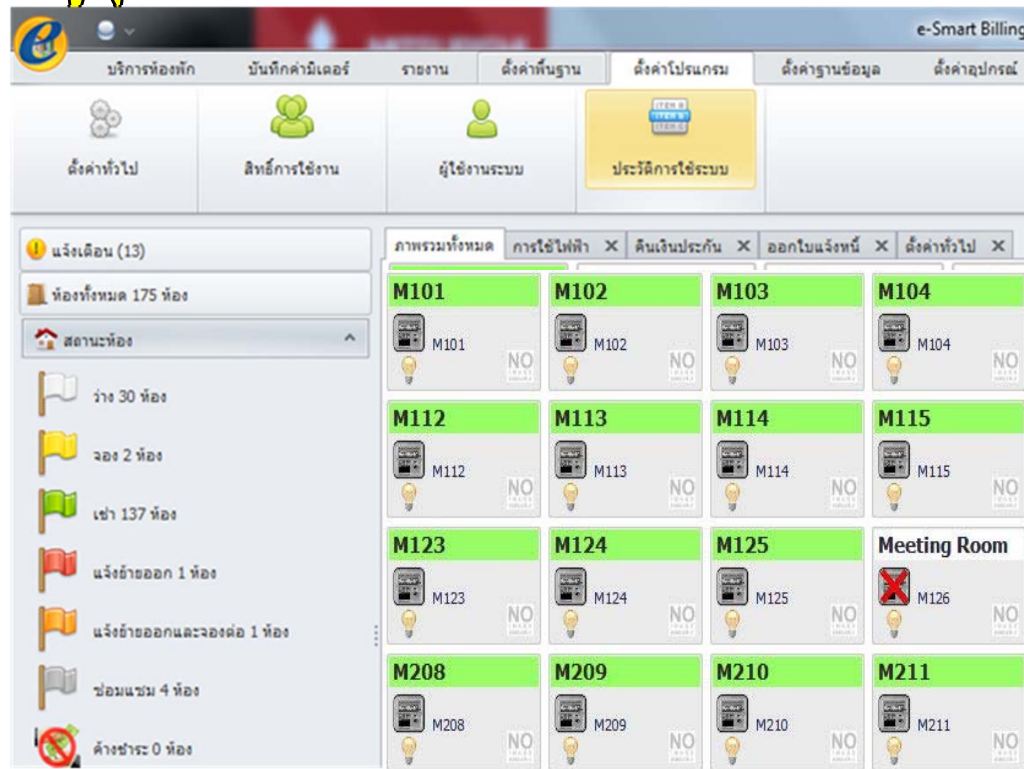 e-Smart Billing
บริการห้องพัก บันทึกค่ามิเตอร์ รายงาน ตั้งค่าพื้นฐาน ตั้งค่าโปรแกรม ตั้งค่าฐานข้อมูล ตั้งค่าอุปกรณ์
ITEM A
ITEM B
ITEM C
ตั้งค่าทั่วไป สิทธิ์การใช้งาน ผู้ใช้งานระบบ ประวัติการใช้ระบบ
แจ้งเตือน (13)
ภาพรวมทั้งหมด การใช้ไฟฟ้า คืนเงินประกัน ออกใบแจ้งหนี้ ตั้งค่าทั่วไป
ห้องทั้งหมด 175 ห้อง
สถานะห้อง
ว่าง 30 ห้อง
จอง 2 ห้อง
เช่า 137 ห้อง
แจ้งย้ายออก 1 ห้อง
แจ้งย้ายออกและจองต่อ 1 ห้อง
ซ่อมแซม 4 ห้อง
ค้างชำระ 0 ห้อง
M101 M102 M103 M104
M101 M102 M103 M104
NO NO NO NO
M112 M113 M114 M115
M112 M113 M114 M115
NO NO NO NO
M123 M124 M125 Meeting Room
M123 M124 M125 M126
NO NO NO NO
M208 M209 M210 M211
M208 M209 M210 M211
NO NO NO NO